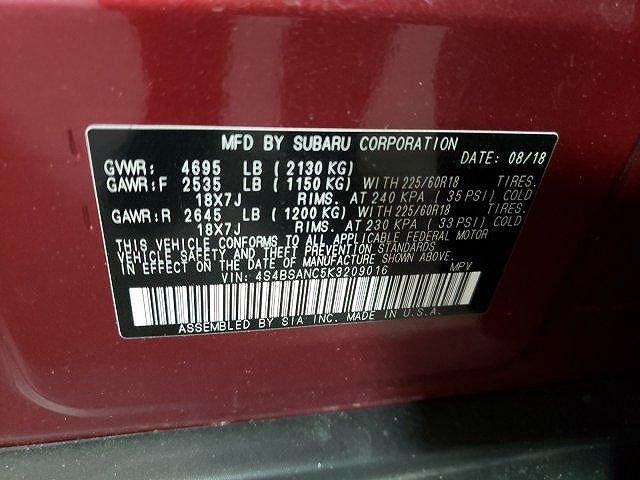 MFD BY SUBARU CORPORATION
DATE: 08/18
GVWR: 4695 LB (2130 KG)
GAWR:F 2535 LB (1150 KG) WITH 225/60R18 TIRES.
18X7J RIMS. AT 240 KPA (35 PSI) COLD
GAWR:R 2645 LB (1200 KG) WITH 225/60R18 TIRES.
18X7J RIMS. AT 230 KPA (33 PSI) COLD
THIS VEHICLE CONFORMS TO ALL APPLICABLE FEDERAL MOTOR
VEHICLE SAFETY AND THEFT PREVENTION STANDARDS
IN EFFECT ON THE DATE OF MANUFACTURE SHOWN ABOVE.
VIN: 4S4BSANC5K3209016 MPV
ASSEMBLED BY SIA INC. MADE IN U.S.A.